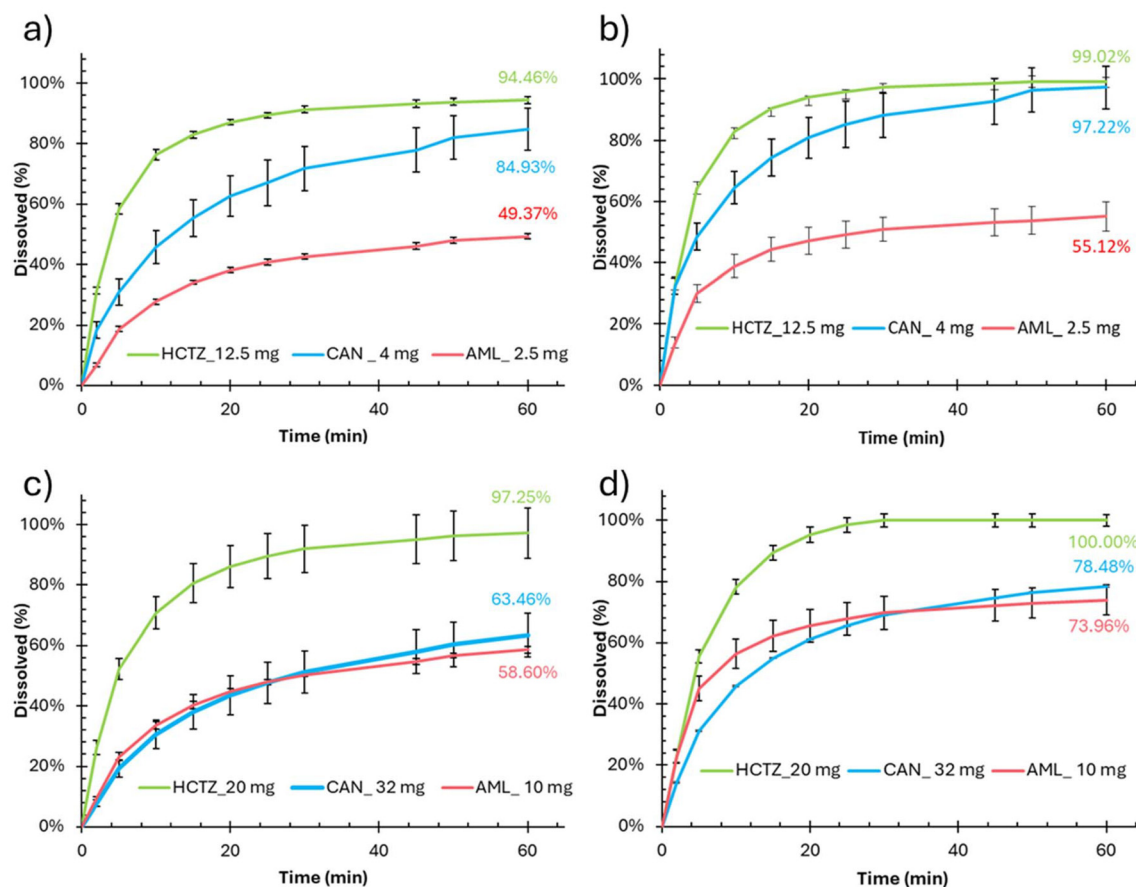 a)
100%
80%
60%
40%
20%
0%
Dissolved (%)
94.46%
84.93%
49.37%
HCTZ_12.5 mg CAN _ 4 mg AML_ 2.5 mg
0 20 40 60
Time (min)
b)
100%
80%
60%
40%
20%
0%
Dissolved (%)
99.02%
97.22%
55.12%
HCTZ_12.5 mg CAN _ 4 mg AML_ 2.5 mg
0 20 40 60
Time (min)
c)
100%
80%
60%
40%
20%
0%
Dissolved (%)
97.25%
63.46%
58.60%
HCTZ_20 mg CAN_ 32 mg AML_ 10 mg
0 20 40 60
Time (min)
d)
100%
80%
60%
40%
20%
0%
Dissolved (%)
100.00%
78.48%
73.96%
HCTZ_20 mg CAN_ 32 mg AML_ 10 mg
0 20 40 60
Time (min)